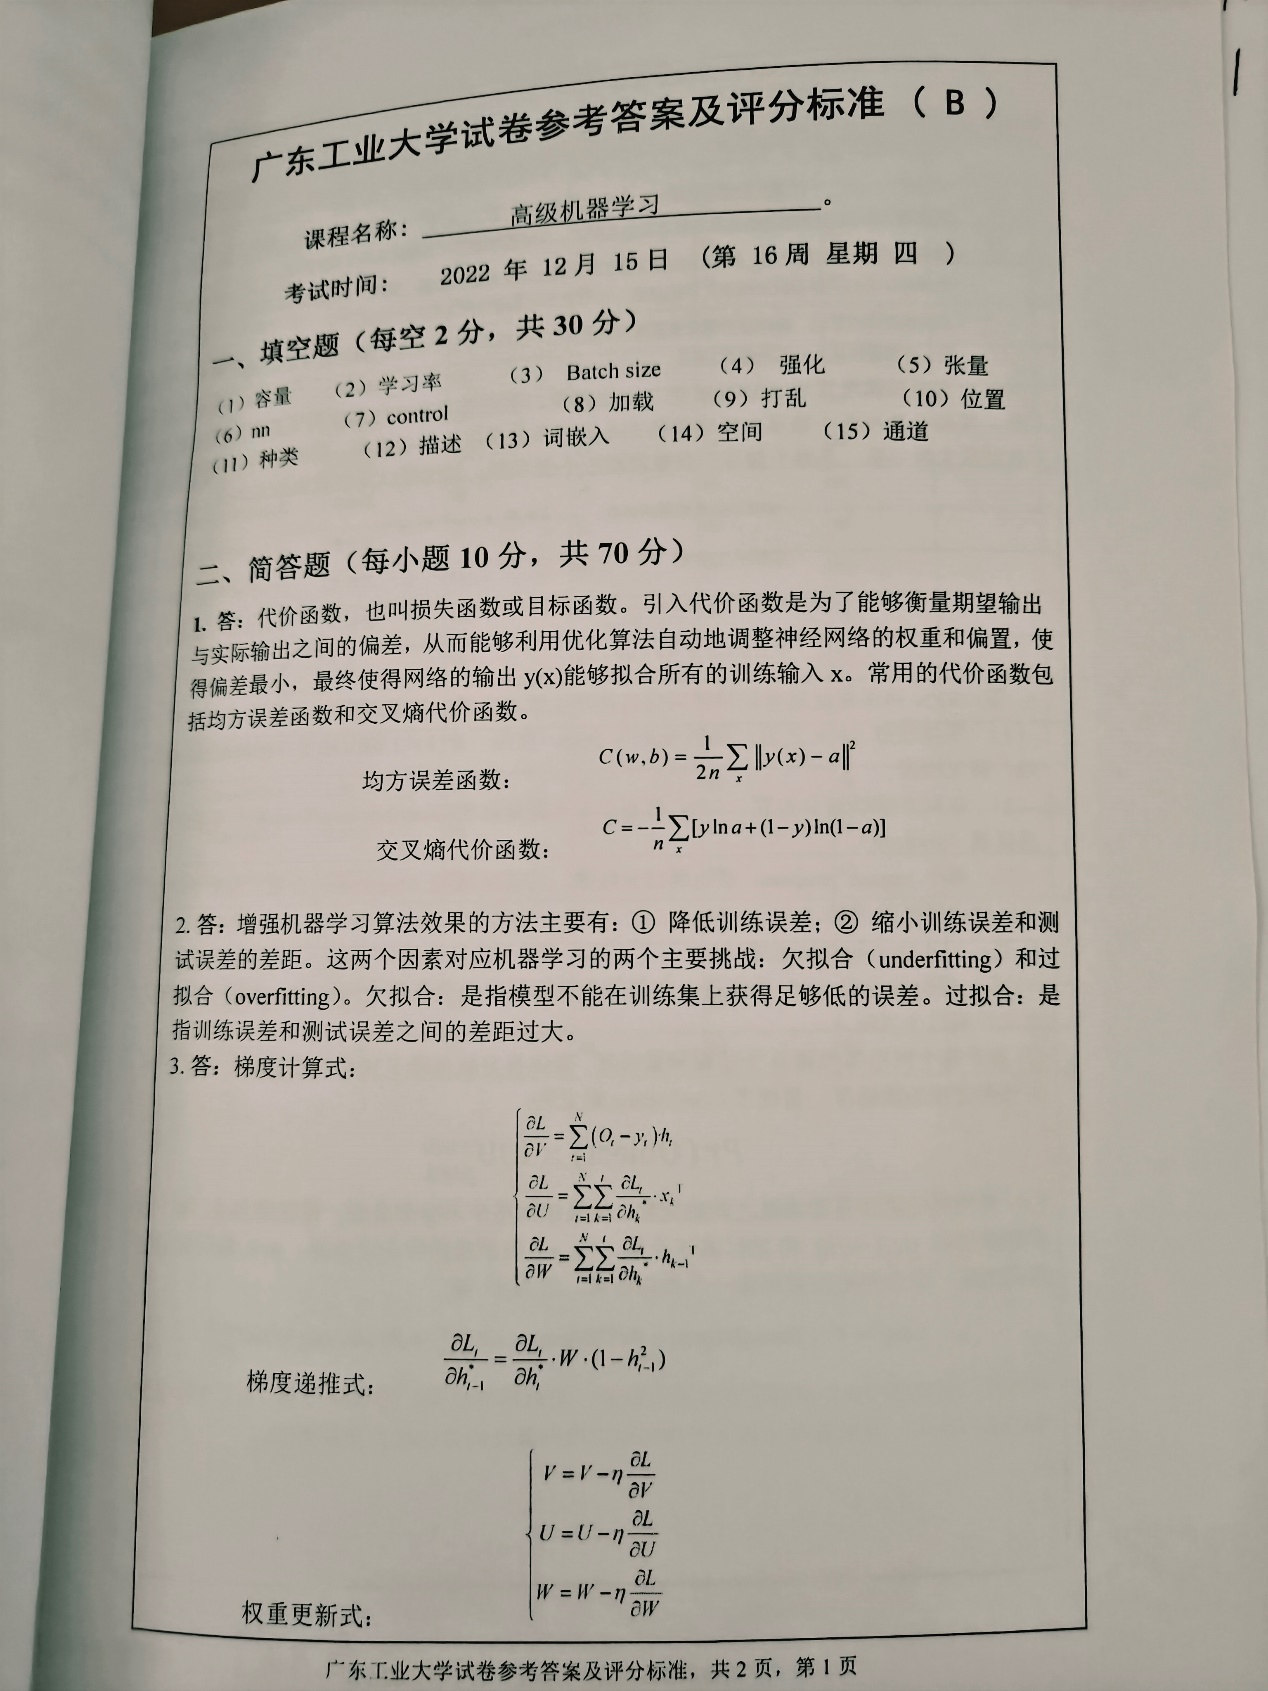 广东工业大学试卷参考答案及评分标准（ B ）
课程名称： 高级机器学习 。
考试时间： 2022 年 12 月 15 日 (第 16 周 星期 四 ）
一、填空题（每空 2 分，共 30 分）
（1）容量 （2）学习率 （3） Batch size （4） 强化 （5）张量
（6）nn （7）control （8）加载 （9）打乱 （10）位置
（11）种类 （12）描述 （13）词嵌入 （14）空间 （15）通道
二、简答题（每小题 10 分，共 70 分）
1. 答：代价函数，也叫损失函数或目标函数。引入代价函数是为了能够衡量期望输出
与实际输出之间的偏差，从而能够利用优化算法自动地调整神经网络的权重和偏置，使
得偏差最小，最终使得网络的输出 y(x)能够拟合所有的训练输入 x。常用的代价函数包
括均方误差函数和交叉熵代价函数。
均方误差函数： C(w,b) = 1/2n ∑_x ‖y(x) − a‖²
交叉熵代价函数： C = −1/n ∑_x [y ln a + (1 − y) ln(1 − a)]
2. 答：增强机器学习算法效果的方法主要有：① 降低训练误差；② 缩小训练误差和测
试误差的差距。这两个因素对应机器学习的两个主要挑战：欠拟合（underfitting）和过
拟合（overfitting）。欠拟合：是指模型不能在训练集上获得足够低的误差。过拟合：是
指训练误差和测试误差之间的差距过大。
3. 答：梯度计算式：
∂L/∂V = ∑_{t=1}^{N} (O_t − y_t)·h_t
∂L/∂U = ∑_{t=1}^{N} ∑_{k=1}^{t} ∂L_t/∂h_k^* · x_k
∂L/∂W = ∑_{t=1}^{N} ∑_{k=1}^{t} ∂L_t/∂h_k^* · h_{k−1}
梯度递推式： ∂L_t/∂h_{t−1}^* = ∂L_t/∂h_t^* · W · (1 − h_{t−1}^2)
V = V − η ∂L/∂V
U = U − η ∂L/∂U
权重更新式： W = W − η ∂L/∂W
广东工业大学试卷参考答案及评分标准，共 2 页，第 1 页